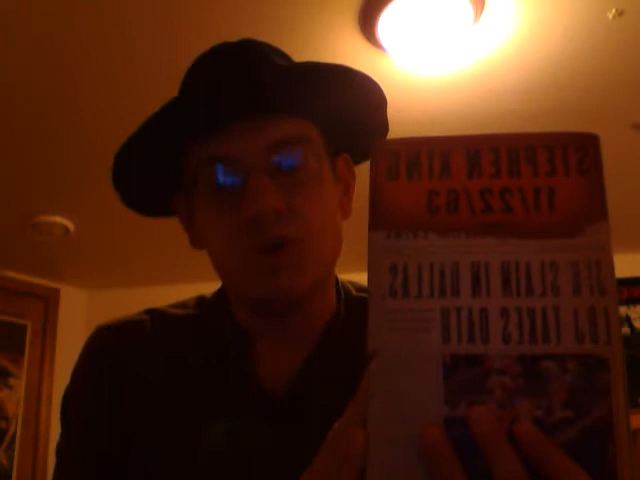 STEPHEN KING
11/22/63
JFK SLAIN IN DALLAS,
LBJ TAKES OATH